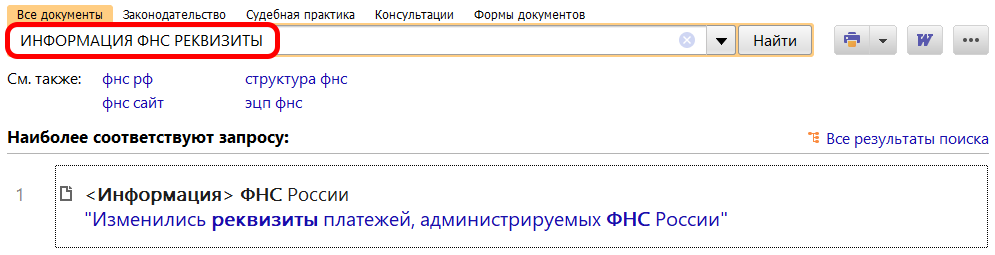 Все документы Законодательство Судебная практика Консультации Формы документов
ИНФОРМАЦИЯ ФНС РЕКВИЗИТЫ Найти W
См. также: фнс рф структура фнс
фнс сайт эцп фнс
Наиболее соответствуют запросу: Все результаты поиска
1 <Информация> ФНС России
"Изменились реквизиты платежей, администрируемых ФНС России"